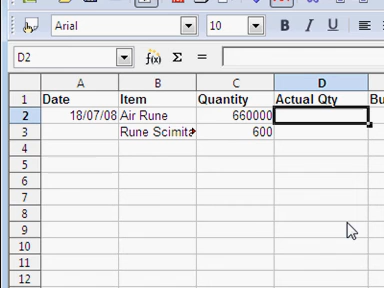 Arial 10 B I U
D2 f(x) Σ =
A B C D
1 Date Item Quantity Actual Qty Bu
2 18/07/08 Air Rune 660000
3 Rune Scimita 600
4
5
6
7
8
9
10
11
12